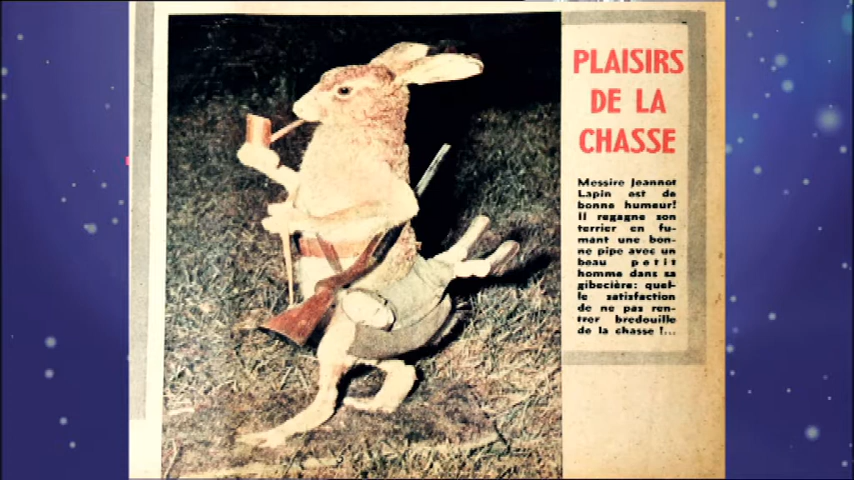 PLAISIRS
DE LA
CHASSE
Messire Jeannot
Lapin est de
bonne humeur!
Il regagne son
terrier en fu-
mant une bon-
ne pipe avec un
beau petit
homme dans sa
gibecière: quel-
le satisfaction
de ne pas ren-
trer bredouille
de la chasse !...